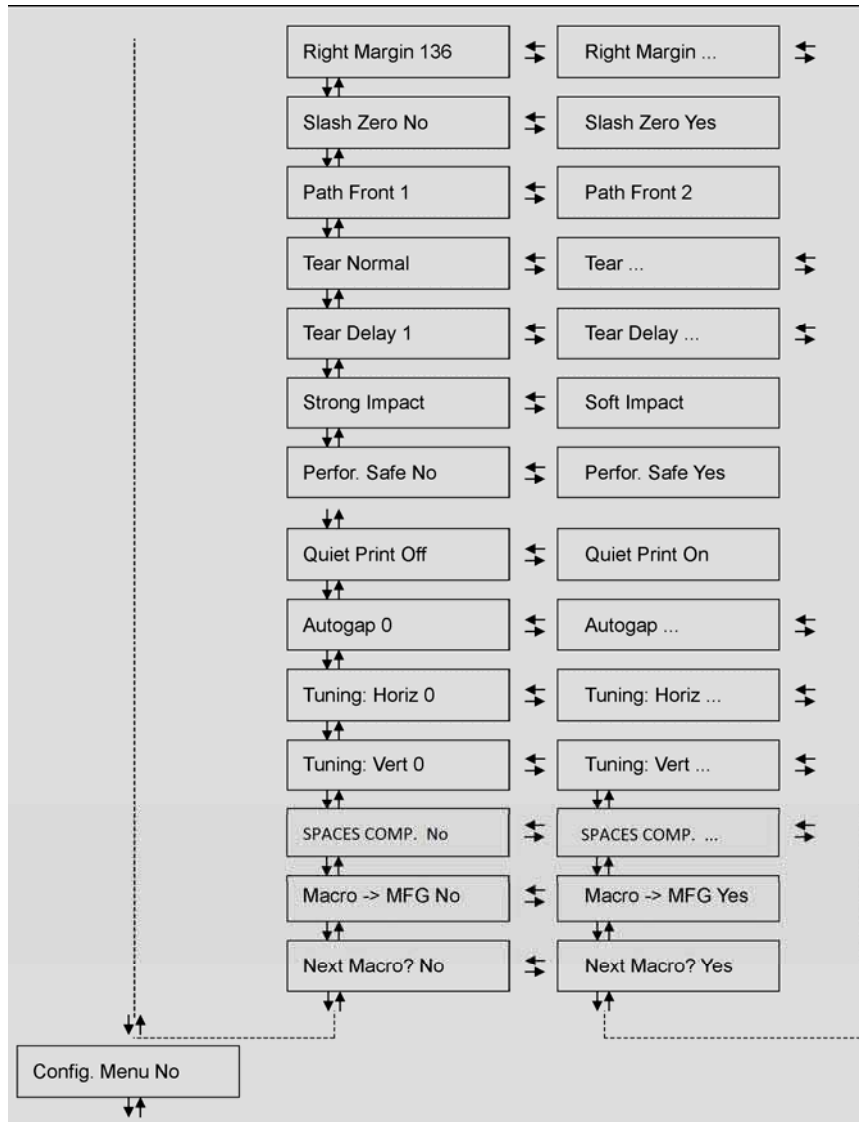 Right Margin 136
Right Margin ...
Slash Zero No
Slash Zero Yes
Path Front 1
Path Front 2
Tear Normal
Tear ...
Tear Delay 1
Tear Delay ...
Strong Impact
Soft Impact
Perfor. Safe No
Perfor. Safe Yes
Quiet Print Off
Quiet Print On
Autogap 0
Autogap ...
Tuning: Horiz 0
Tuning: Horiz ...
Tuning: Vert 0
Tuning: Vert ...
SPACES COMP. No
SPACES COMP. ...
Macro -> MFG No
Macro -> MFG Yes
Next Macro? No
Next Macro? Yes
Config. Menu No